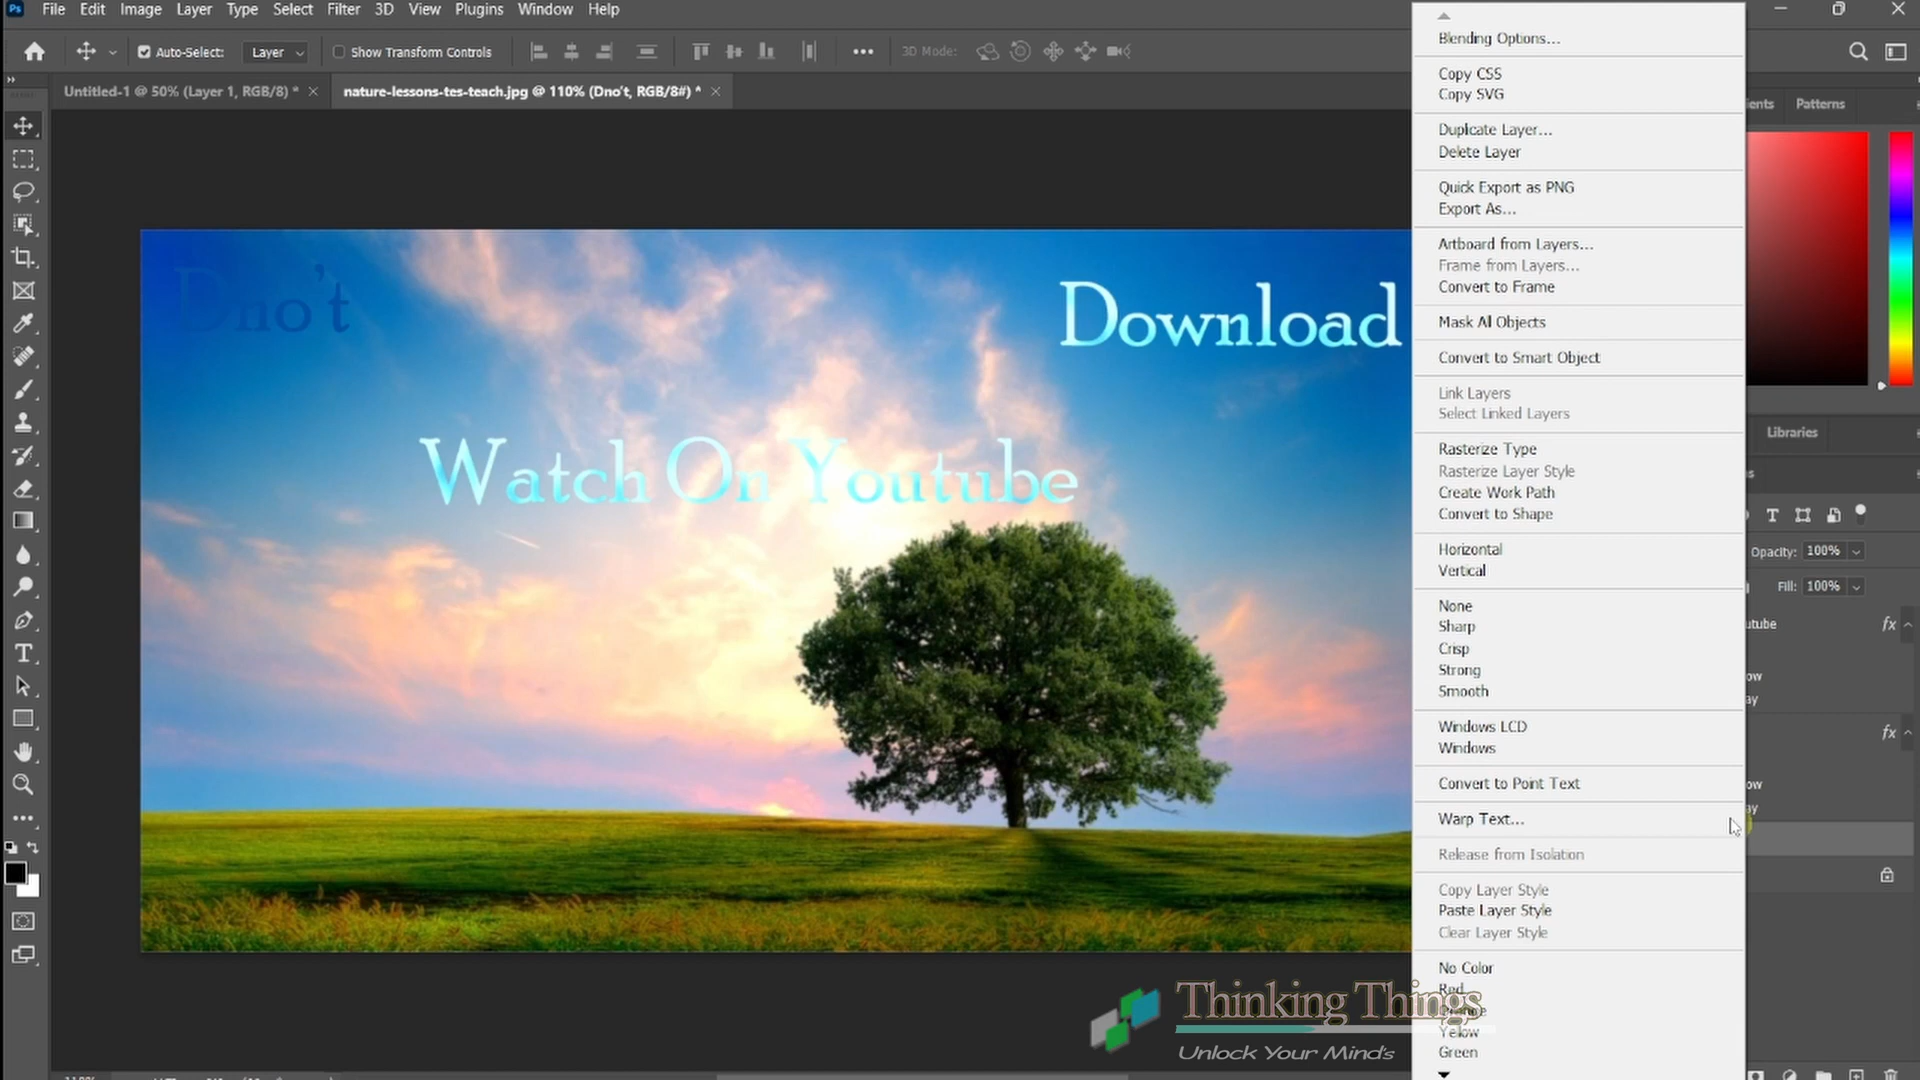 Ps File Edit Image Layer Type Select Filter 3D View Plugins Window Help
Auto-Select: Layer Show Transform Controls 3D Mode:
Untitled-1 @ 50% (Layer 1, RGB/8) *
nature-lessons-tes-teach.jpg @ 110% (Dno't, RGB/8#) *
Dno't
Download
Watch On Youtube
Blending Options...
Copy CSS
Copy SVG
Duplicate Layer...
Delete Layer
Quick Export as PNG
Export As...
Artboard from Layers...
Frame from Layers...
Convert to Frame
Mask All Objects
Convert to Smart Object
Link Layers
Select Linked Layers
Rasterize Type
Rasterize Layer Style
Create Work Path
Convert to Shape
Horizontal
Vertical
None
Sharp
Crisp
Strong
Smooth
Windows LCD
Windows
Convert to Point Text
Warp Text...
Release from Isolation
Copy Layer Style
Paste Layer Style
Clear Layer Style
No Color
Red
Yellow
Green
Patterns
Libraries
Opacity: 100%
Fill: 100%
fx
fx
Thinking Things
Unlock Your Mind's